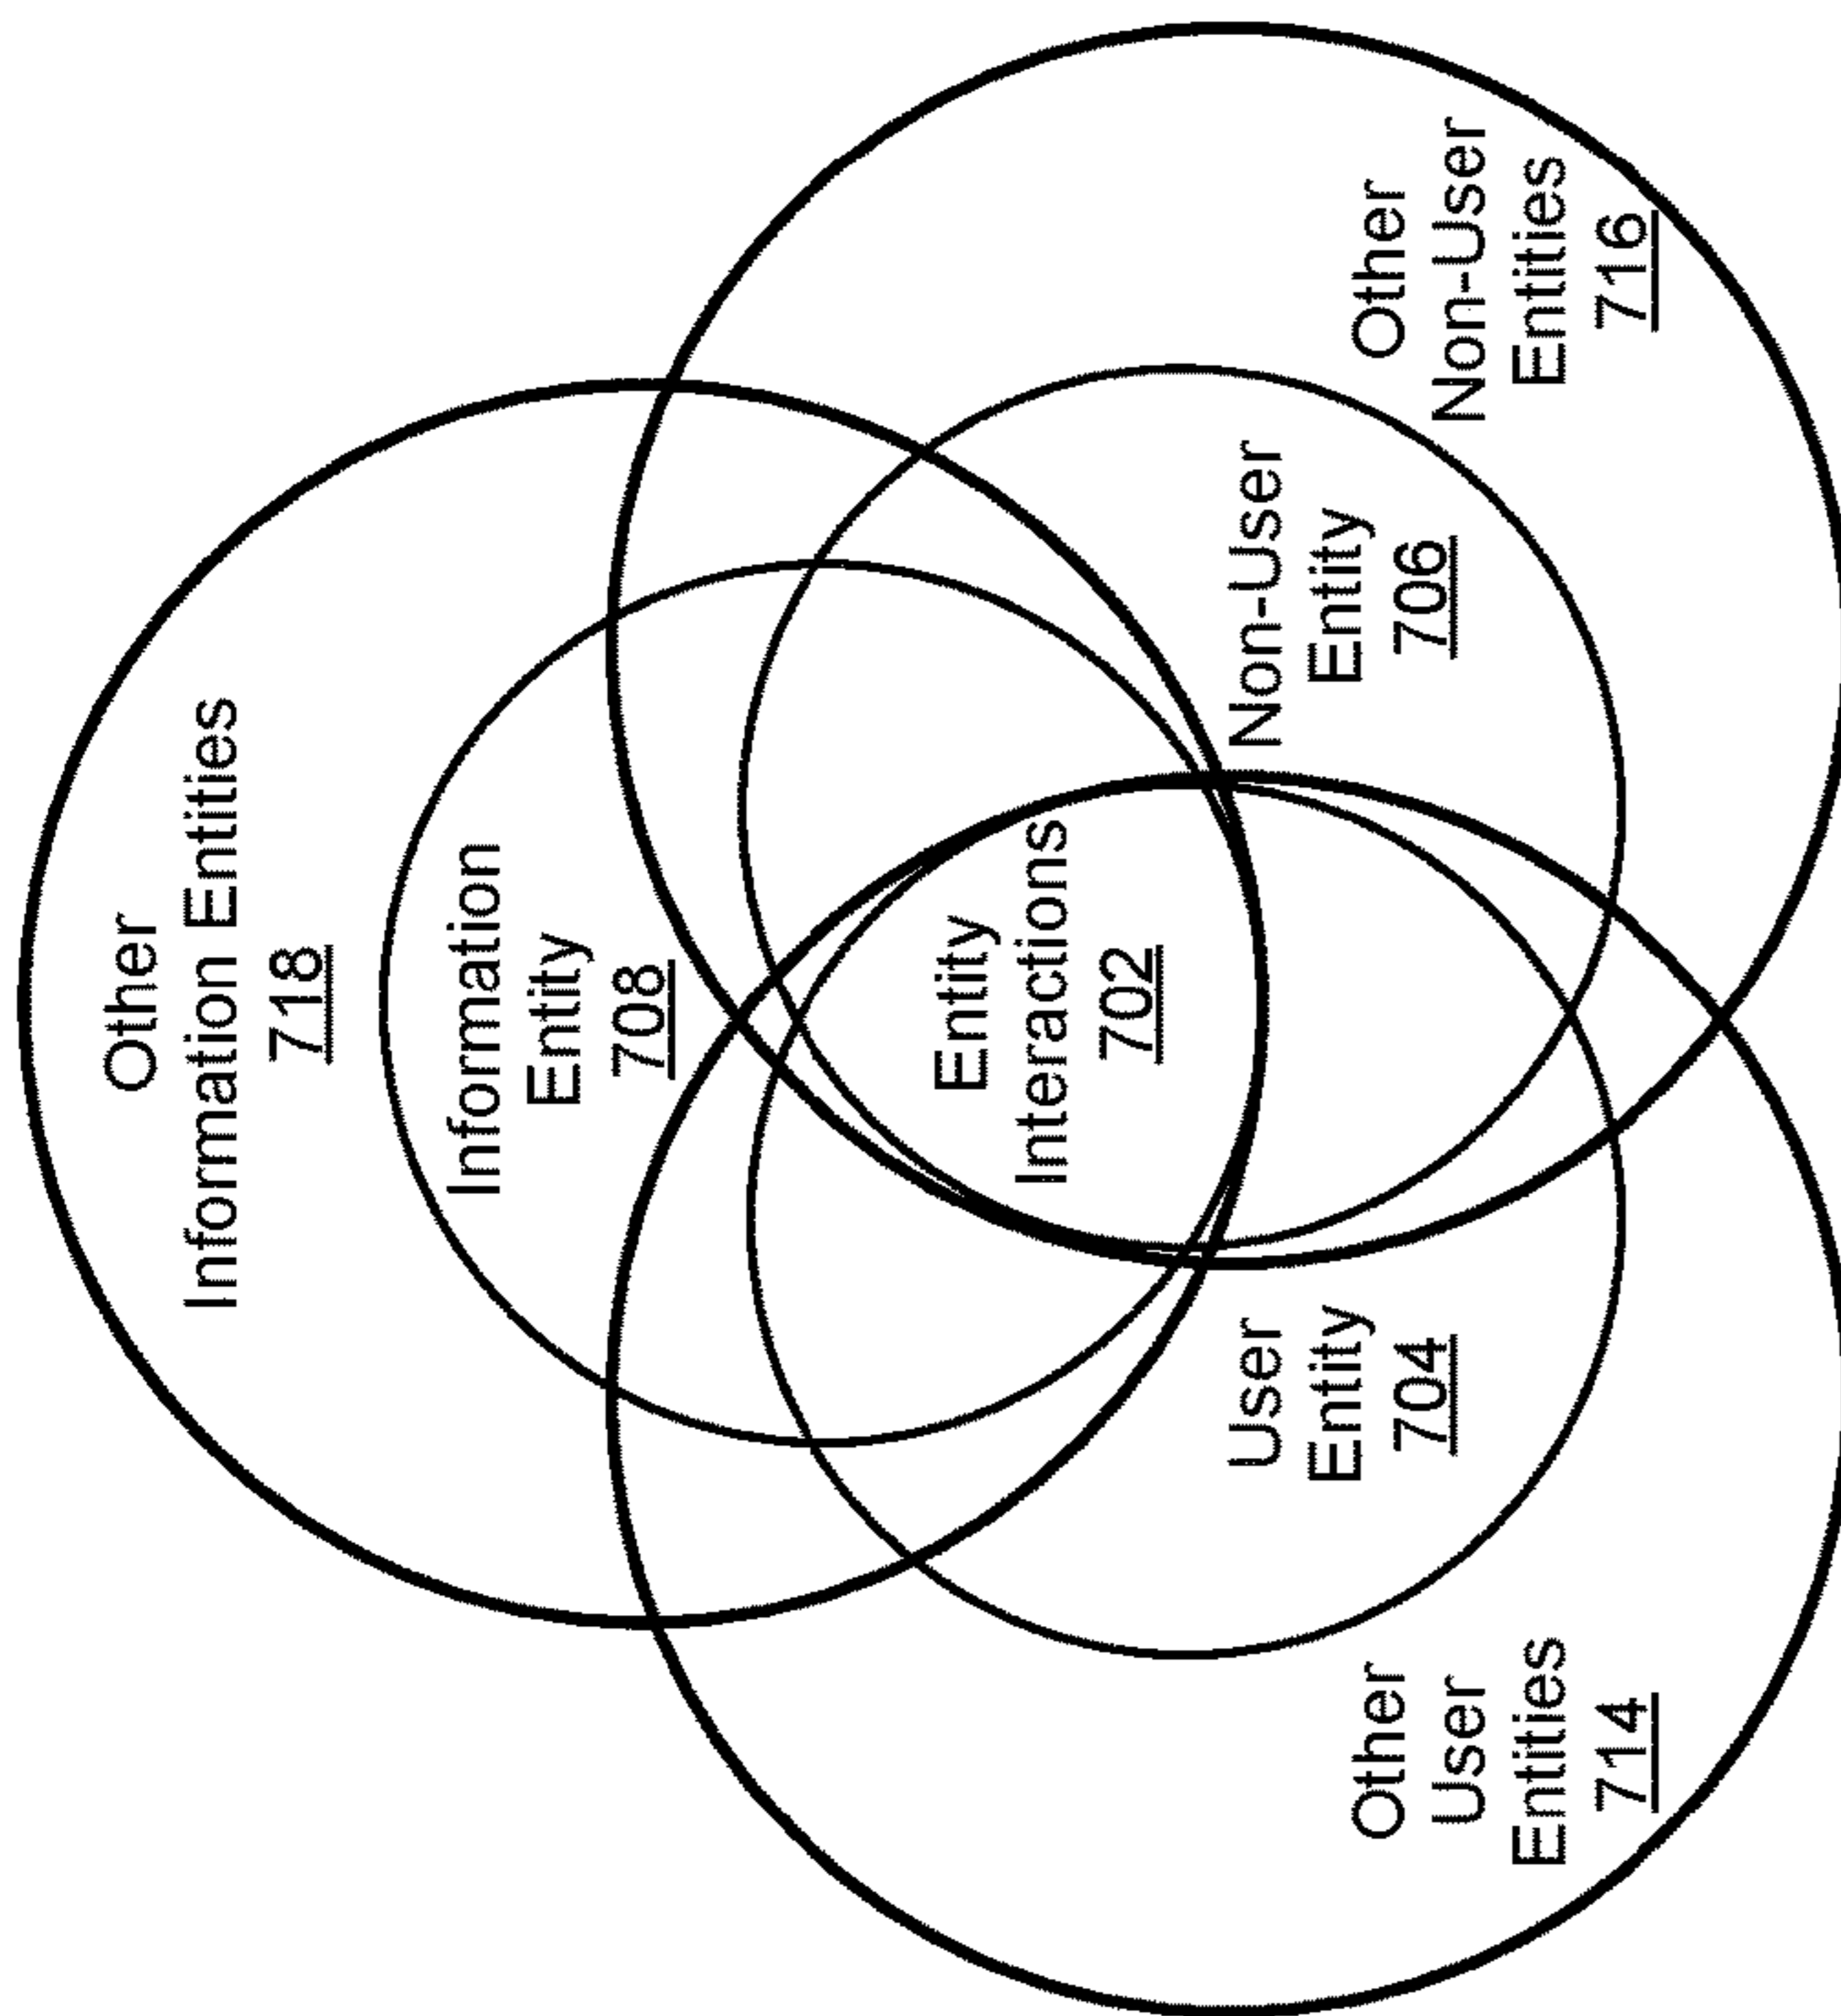 Other
Information Entities
718
Information
Entity
708
Entity
Interactions
702
User
Entity
704
Non-User
Entity
706
Other
User
Entities
714
Other
Non-User
Entities
716